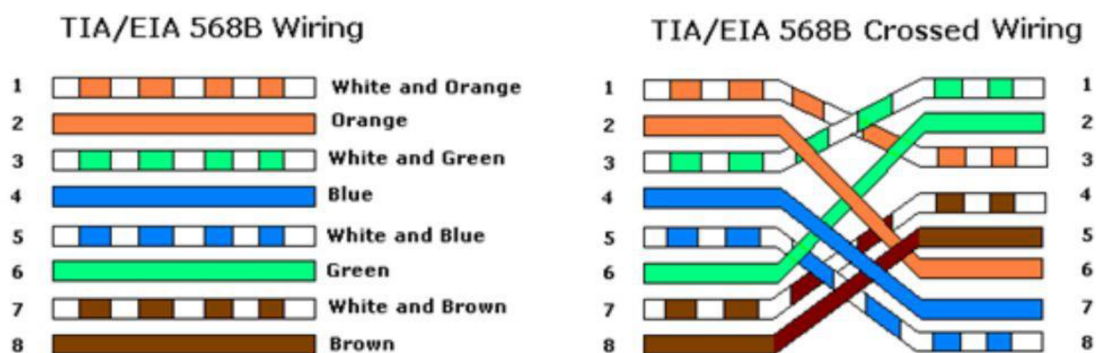 TIA/EIA 568B Wiring
1 White and Orange
2 Orange
3 White and Green
4 Blue
5 White and Blue
6 Green
7 White and Brown
8 Brown
TIA/EIA 568B Crossed Wiring
1 1
2 2
3 3
4 4
5 5
6 6
7 7
8 8